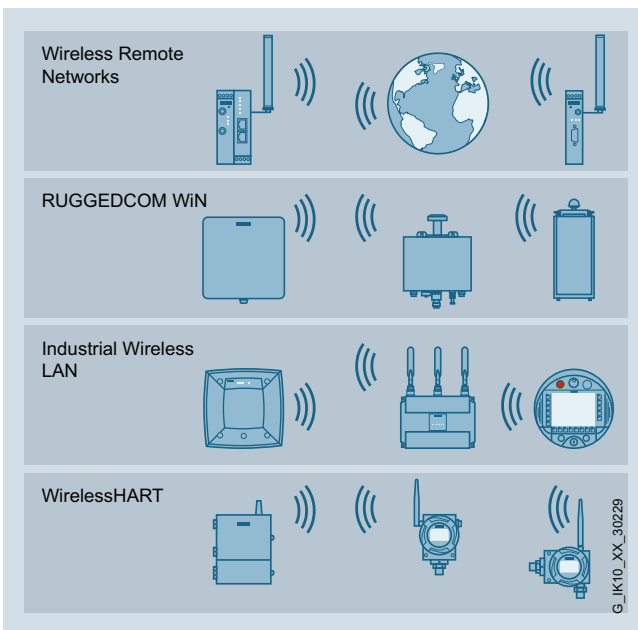 Wireless Remote
Networks
RUGGEDCOM WiN
Industrial Wireless
LAN
WirelessHART
G_IK10_XX_30229